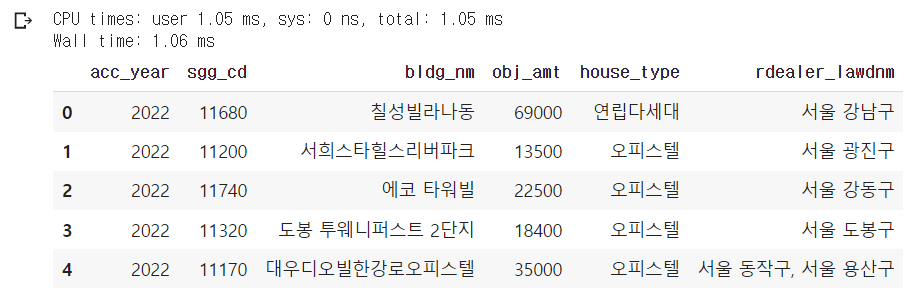 CPU times: user 1.05 ms, sys: 0 ns, total: 1.05 ms
Wall time: 1.06 ms
acc_year sgg_cd bldg_nm obj_amt house_type rdealer_lawdnm
0 2022 11680 칠성빌라나동 69000 연립다세대 서울 강남구
1 2022 11200 서희스타힐스리버파크 13500 오피스텔 서울 광진구
2 2022 11740 에코 타워빌 22500 오피스텔 서울 강동구
3 2022 11320 도봉 투웨니퍼스트 2단지 18400 오피스텔 서울 도봉구
4 2022 11170 대우디오빌한강로오피스텔 35000 오피스텔 서울 동작구, 서울 용산구